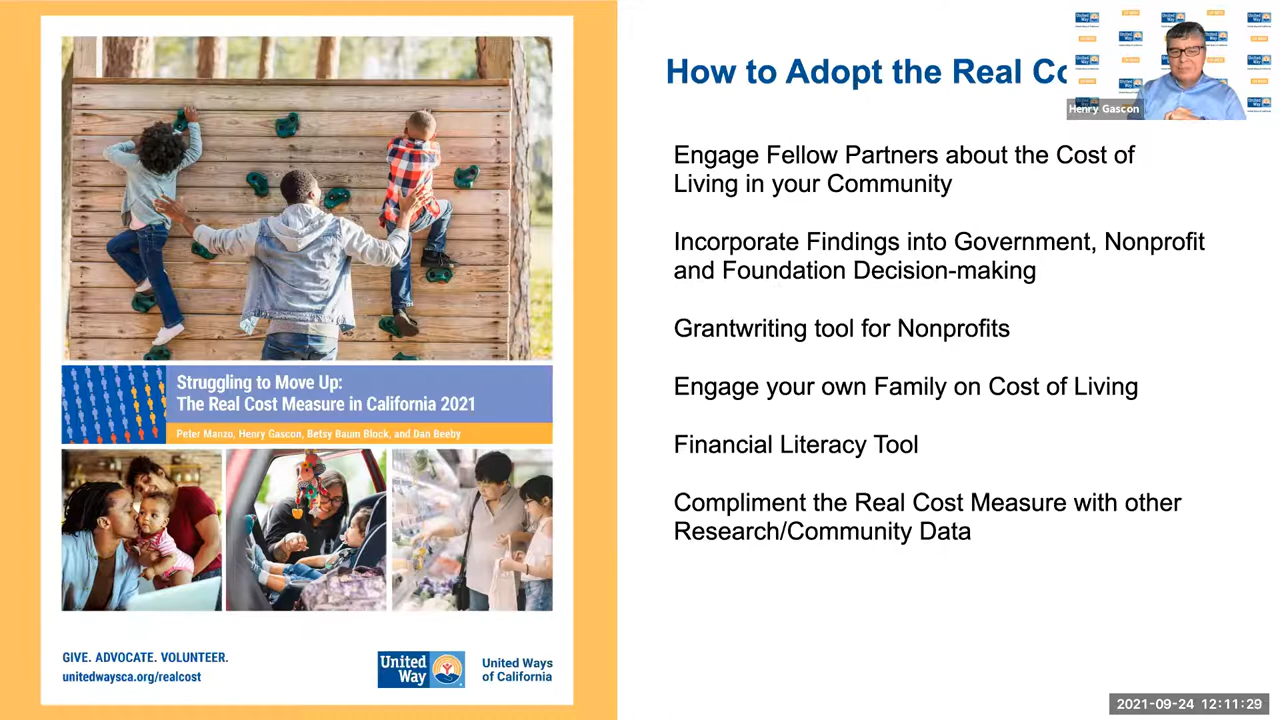 Struggling to Move Up:
The Real Cost Measure in California 2021
Peter Manzo, Henry Gascon, Betsy Baum Block, and Dan Beeby
GIVE. ADVOCATE. VOLUNTEER.
unitedwaysca.org/realcost
United
Way
United Ways
of California
How to Adopt the Real Co
Henry Gascon
Engage Fellow Partners about the Cost of
Living in your Community
Incorporate Findings into Government, Nonprofit
and Foundation Decision-making
Grantwriting tool for Nonprofits
Engage your own Family on Cost of Living
Financial Literacy Tool
Compliment the Real Cost Measure with other
Research/Community Data
2021-09-24 12:11:29